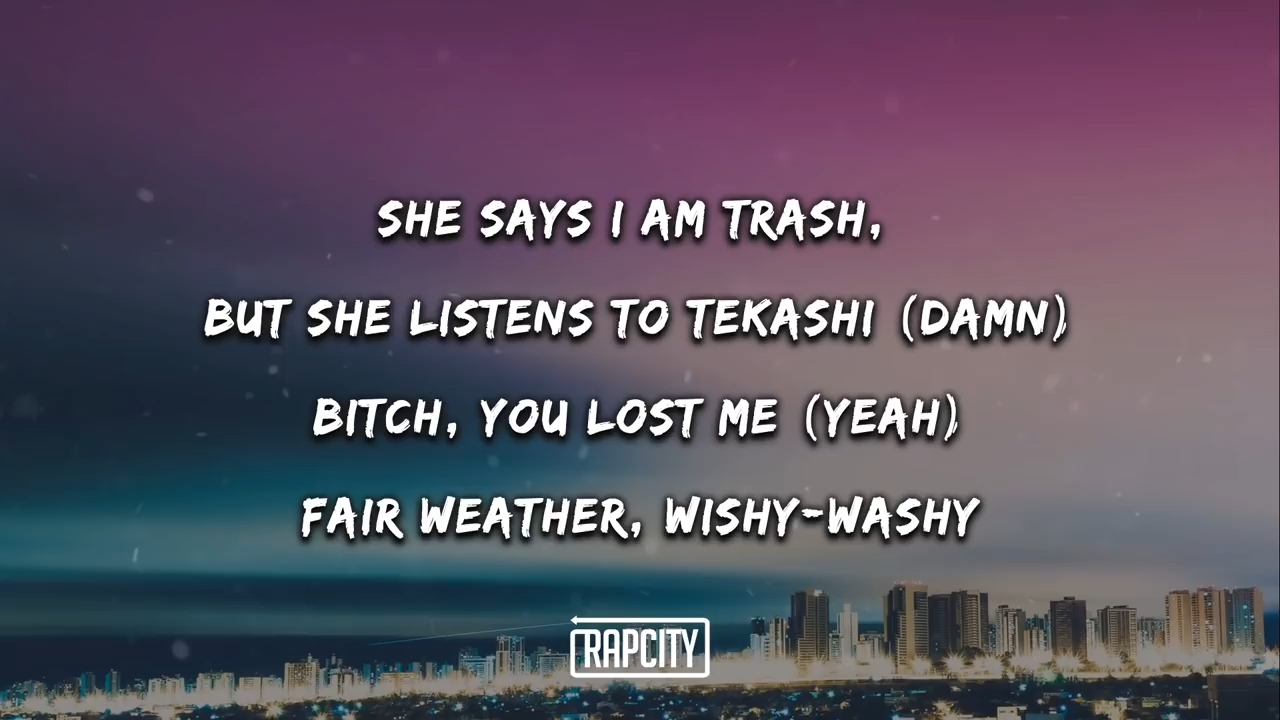 SHE SAYS I AM TRASH,
BUT SHE LISTENS TO TEKASHI (DAMN)
BITCH, YOU LOST ME (YEAH)
FAIR WEATHER, WISHY-WASHY
RAPCITY